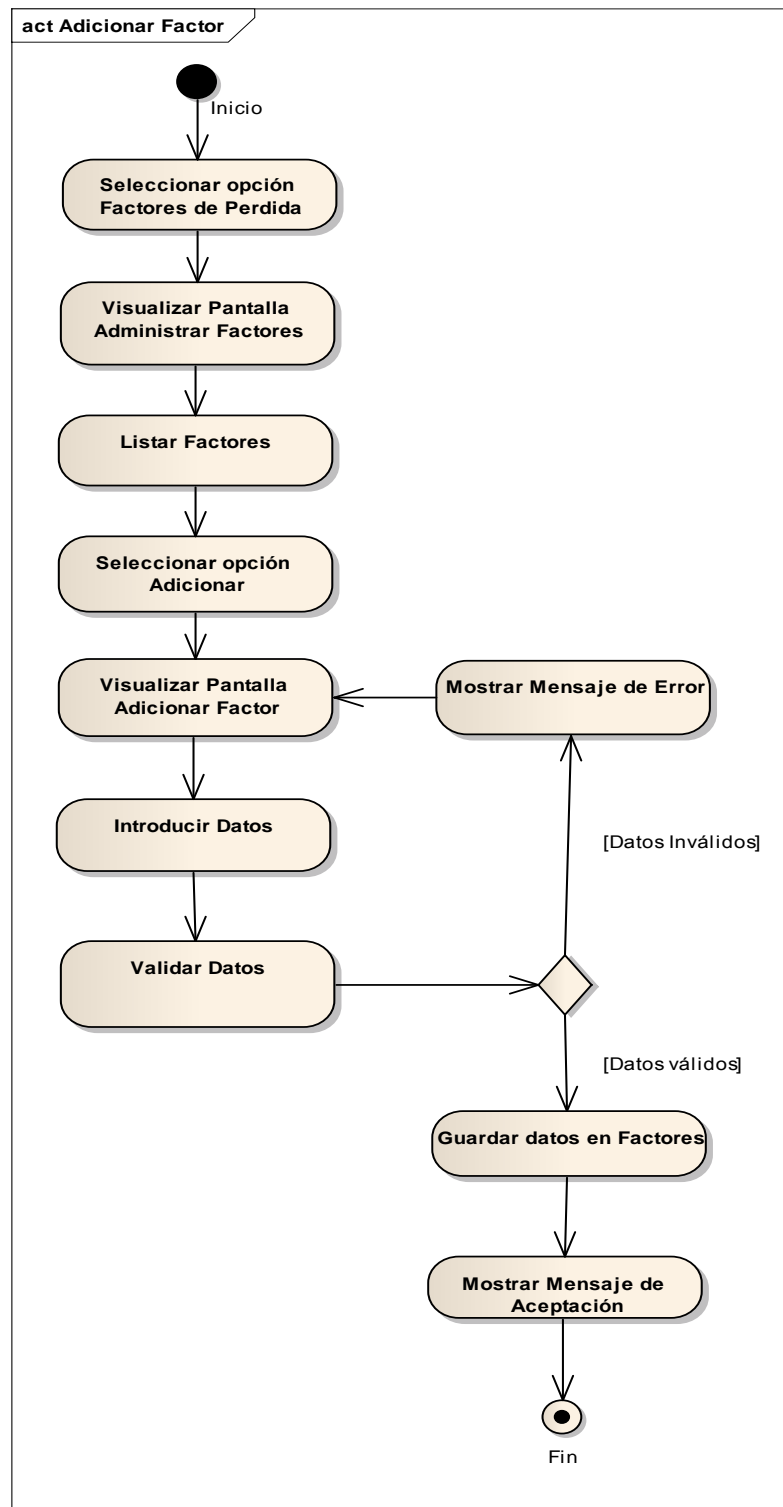 act Adicionar Factor
Inicio
Seleccionar opción
Factores de Perdida
Visualizar Pantalla
Administrar Factores
Listar Factores
Seleccionar opción
Adicionar
Visualizar Pantalla
Adicionar Factor
Mostrar Mensaje de Error
Introducir Datos
[Datos Inválidos]
Validar Datos
[Datos válidos]
Guardar datos en Factores
Mostrar Mensaje de
Aceptación
Fin